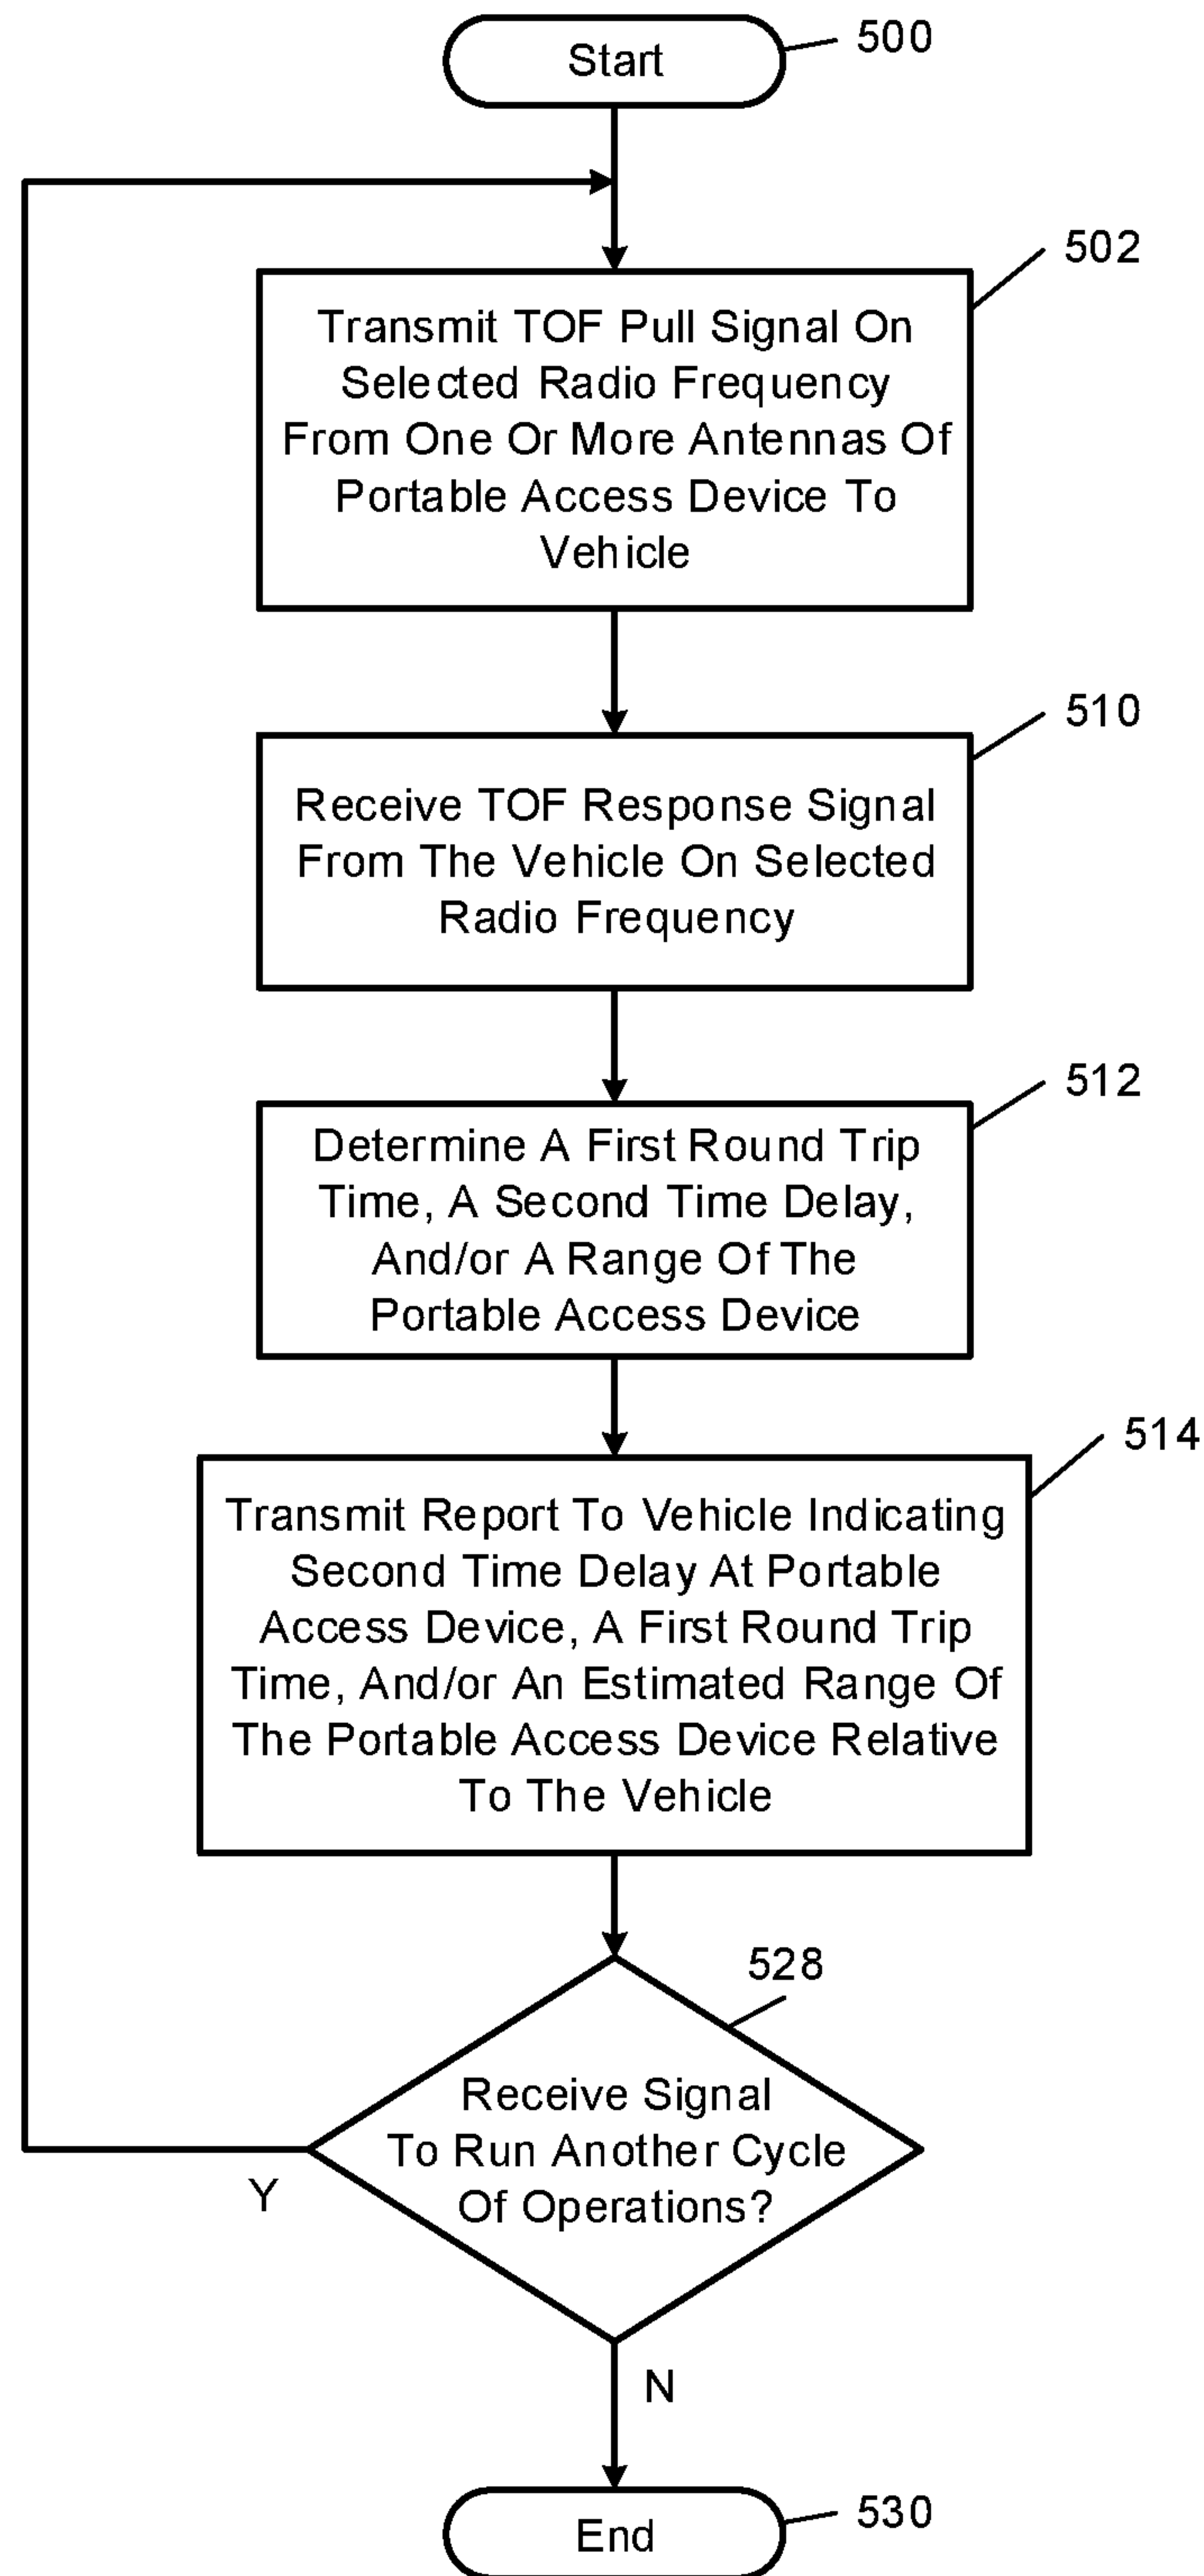 Start
500
502
Transmit TOF Pull Signal On
Selected Radio Frequency
From One Or More Antennas Of
Portable Access Device To
Vehicle
510
Receive TOF Response Signal
From The Vehicle On Selected
Radio Frequency
512
Determine A First Round Trip
Time, A Second Time Delay,
And/or A Range Of The
Portable Access Device
514
Transmit Report To Vehicle Indicating
Second Time Delay At Portable
Access Device, A First Round Trip
Time, And/or An Estimated Range Of
The Portable Access Device Relative
To The Vehicle
528
Receive Signal
To Run Another Cycle
Of Operations?
Y
N
End
530